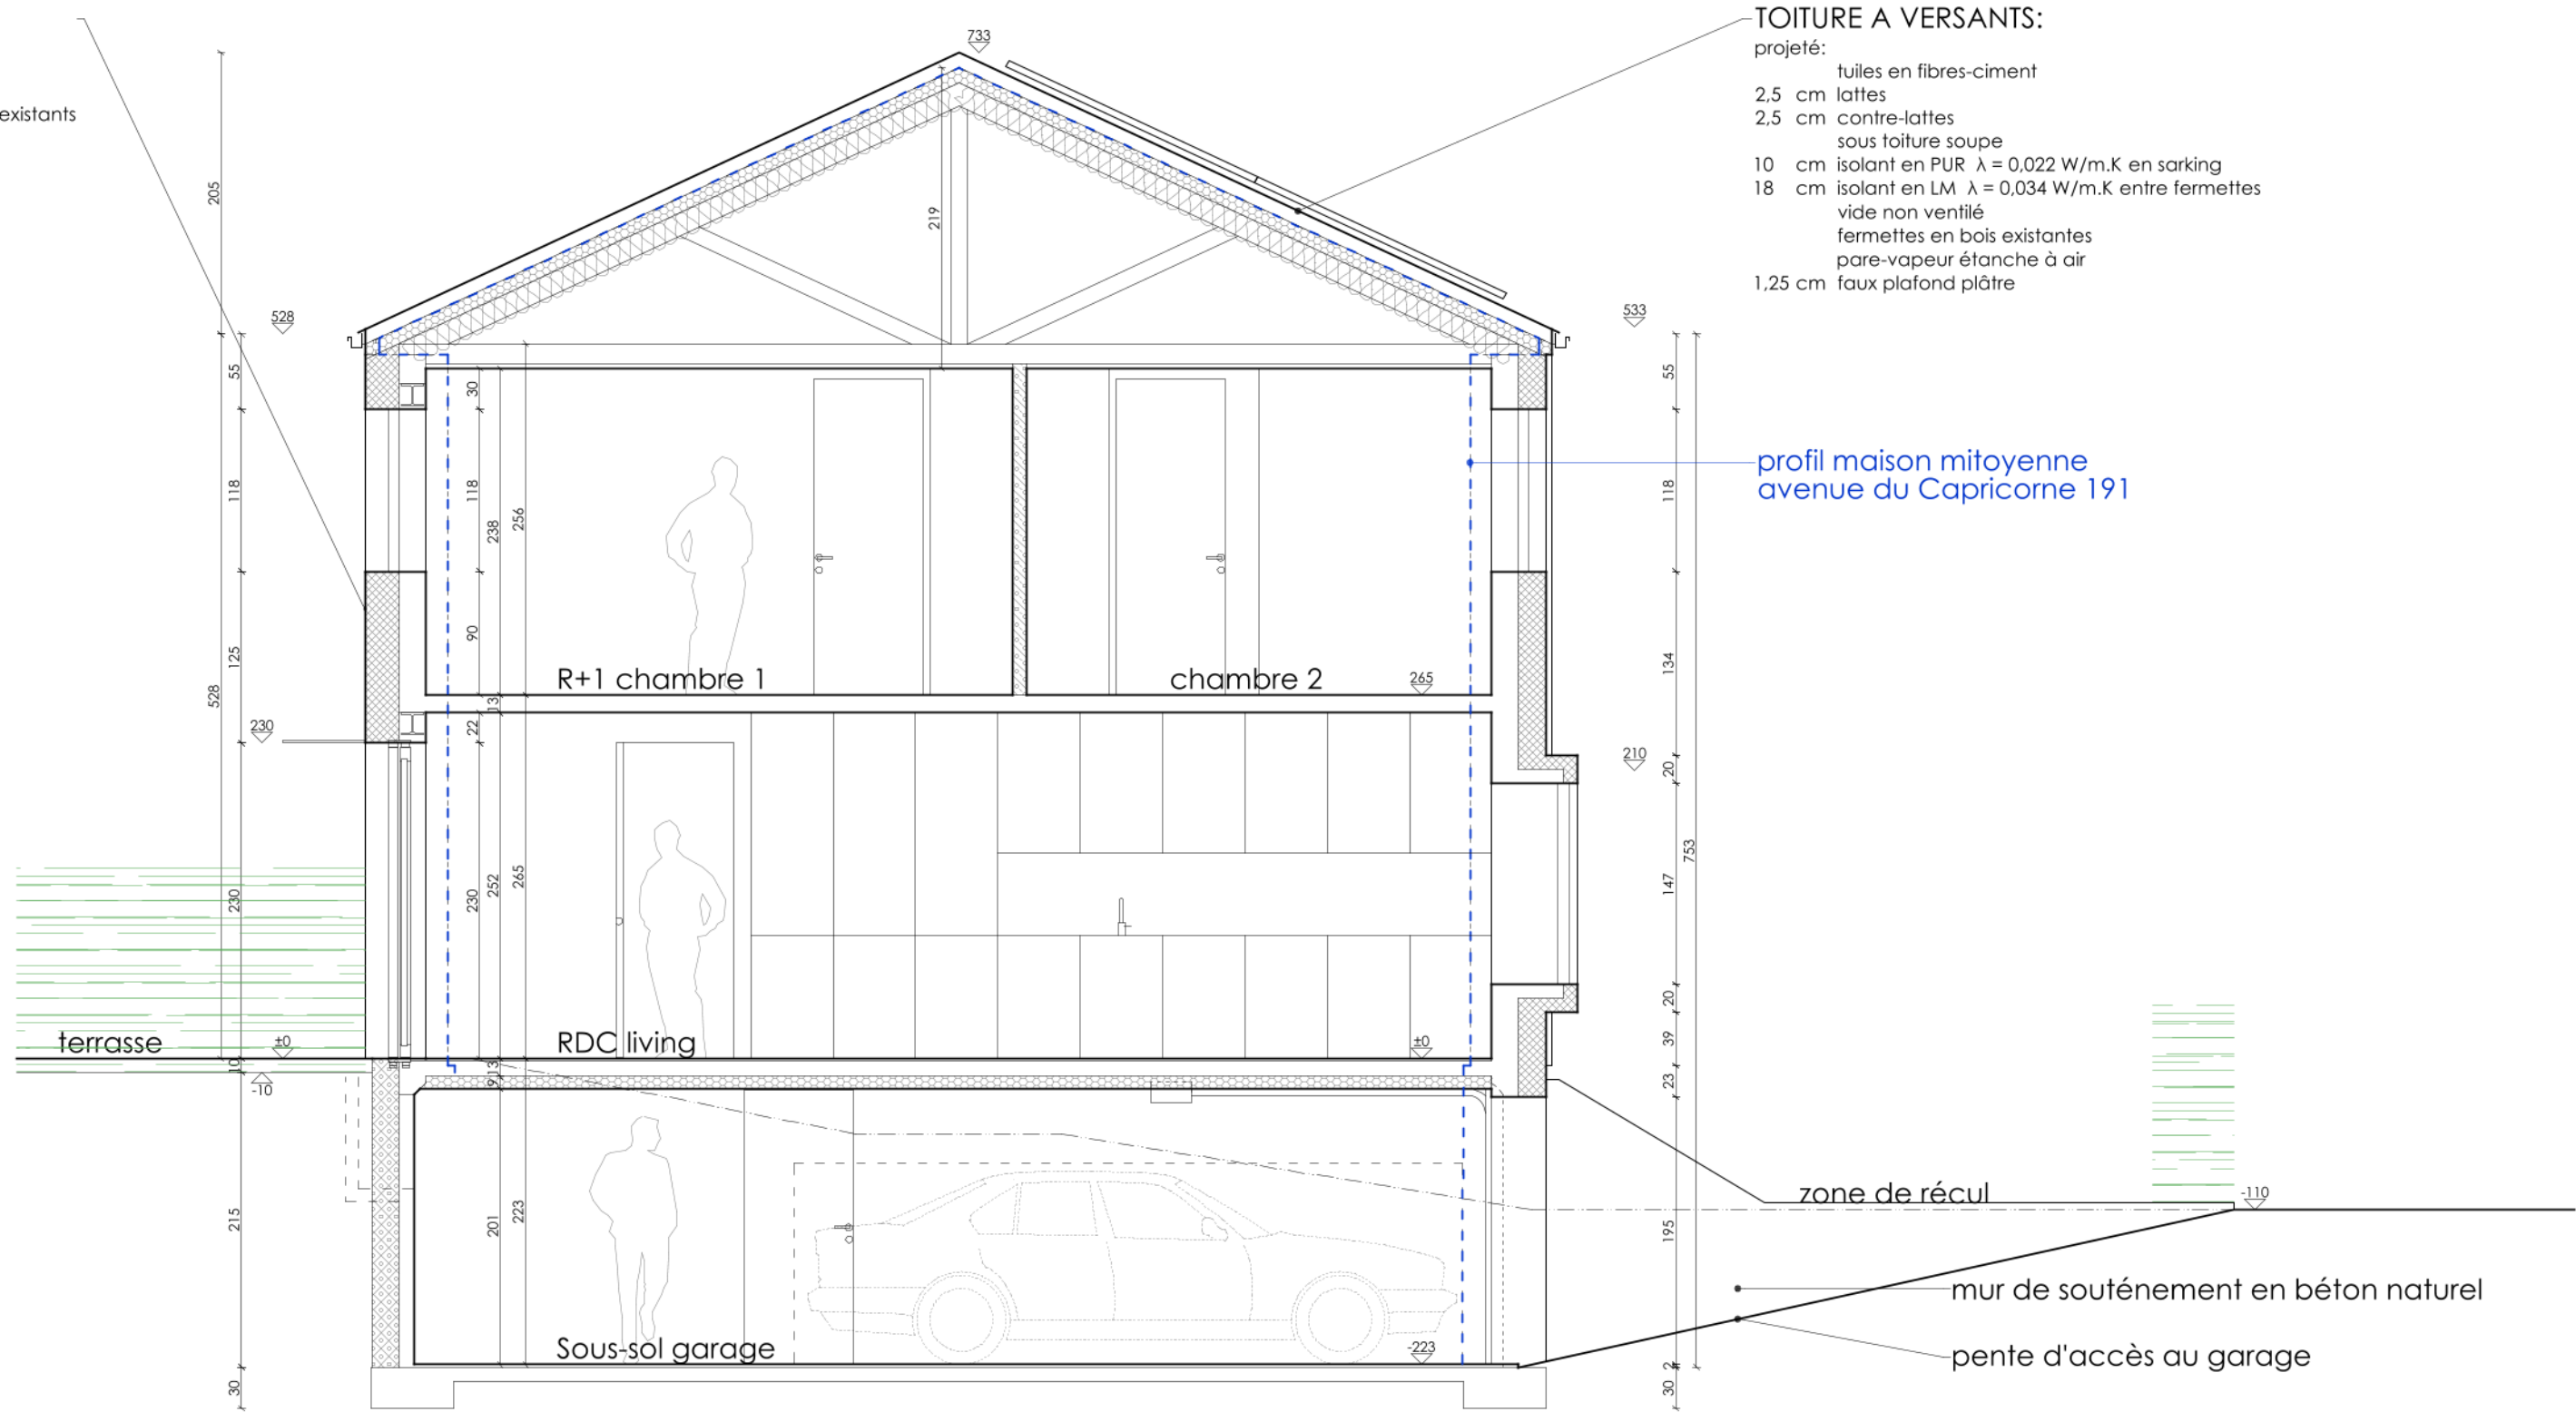 TOITURE A VERSANTS:
projeté:
tuiles en fibres-ciment
2,5 cm lattes
2,5 cm contre-lattes
sous toiture soupe
10 cm isolant en PUR λ = 0,022 W/m.K en sarking
18 cm isolant en LM λ = 0,034 W/m.K entre fermettes
vide non ventilé
fermettes en bois existantes
pare-vapeur étanche à air
1,25 cm faux plafond plâtre
existants
733
205
219
528
533
55
30
55
profil maison mitoyenne
avenue du Capricorne 191
118
118
238
256
118
125
90
134
528
R+1 chambre 1
chambre 2
265
13
22
230
210
20
753
230
230
252
265
147
20
39
terrasse
±0
RDC living
±0
10
-10
13
9
23
zone de récul
-110
215
201
223
195
mur de souténement en béton naturel
Sous-sol garage
-223
pente d'accès au garage
2
30
30